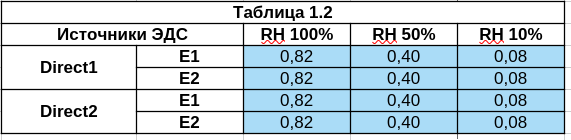 Таблица 1.2
Источники ЭДС RH 100% RH 50% RH 10%
Direct1 E1 0,82 0,40 0,08
E2 0,82 0,40 0,08
Direct2 E1 0,82 0,40 0,08
E2 0,82 0,40 0,08